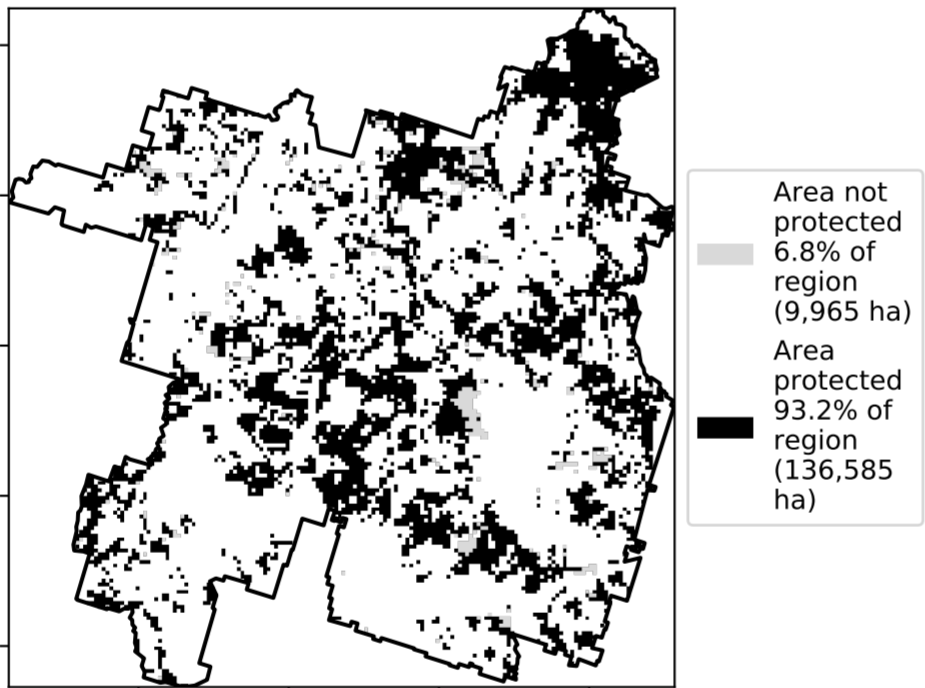 Area not
protected
6.8% of
region
(9,965 ha)
Area
protected
93.2% of
region
(136,585
ha)